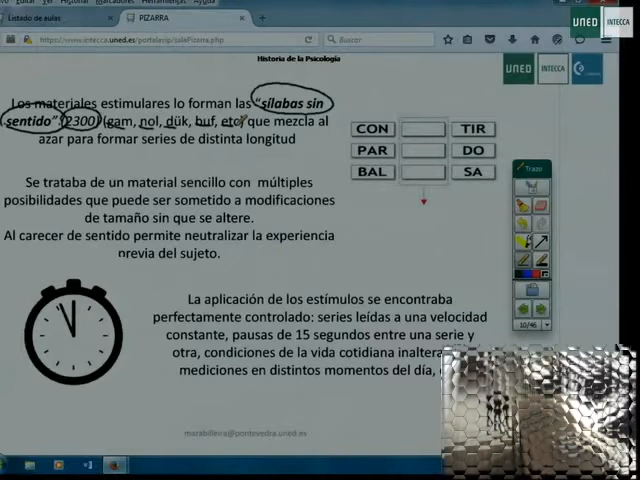 Marcadores Herramientas Ayuda
Listado de aulas
PIZARRA
https://www.intecca.uned.es/portalavip/salaPizarra.php
Buscar
UNED INTECCA
Historia de la Psicología
UNED INTECCA
Los materiales estimulares lo forman las "sílabas sin
sentido" (2300) (gam, nol, dük, buf, etc) que mezcla al
azar para formar series de distinta longitud
CON TIR
PAR DO
BAL SA
Trazo
Se trataba de un material sencillo con múltiples
posibilidades que puede ser sometido a modificaciones
de tamaño sin que se altere.
Al carecer de sentido permite neutralizar la experiencia
previa del sujeto.
10/46
La aplicación de los estímulos se encontraba
perfectamente controlado: series leídas a una velocidad
constante, pausas de 15 segundos entre una serie y
otra, condiciones de la vida cotidiana
mediciones en distintos momentos del día,
marabilleira@pontevedra.uned.es